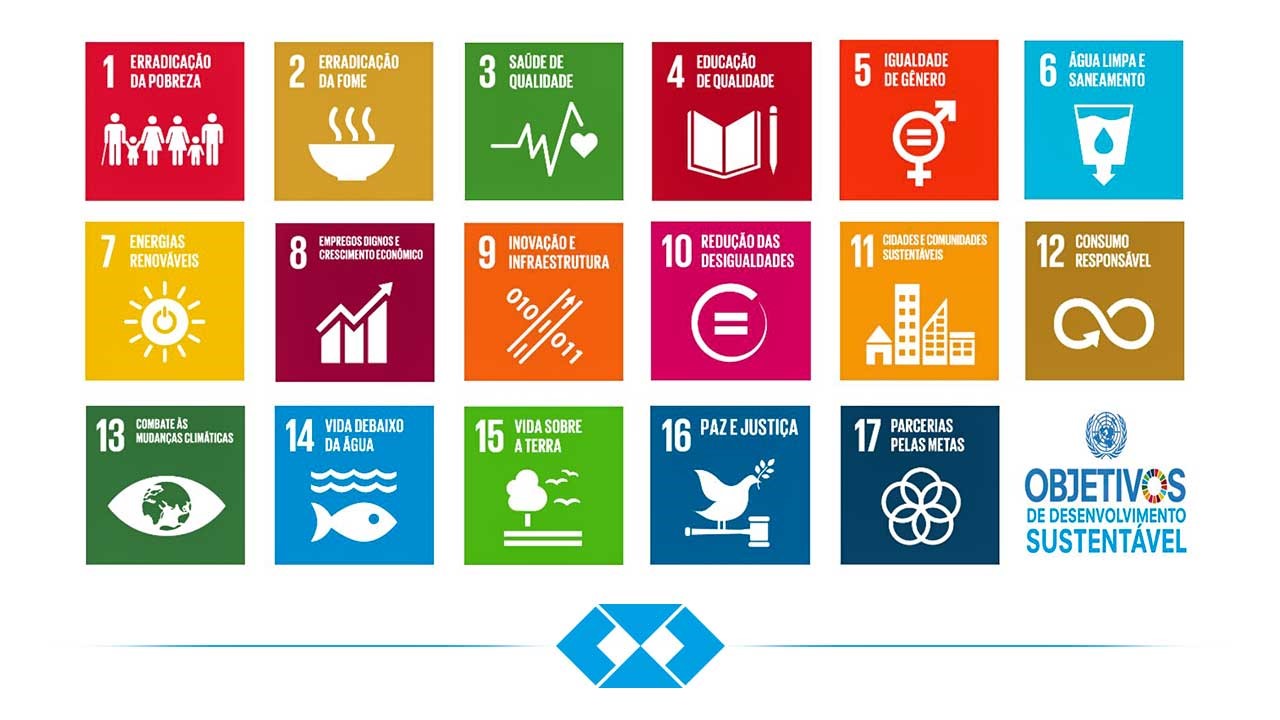 1 ERRADICAÇÃO
DA POBREZA
2 ERRADICAÇÃO
DA FOME
3 SAÚDE DE
QUALIDADE
4 EDUCAÇÃO
DE QUALIDADE
5 IGUALDADE
DE GÊNERO
6 ÁGUA LIMPA E
SANEAMENTO
7 ENERGIAS
RENOVÁVEIS
8 EMPREGOS DIGNOS E
CRESCIMENTO ECONÔMICO
9 INOVAÇÃO E
INFRAESTRUTURA
010
011
10 REDUÇÃO DAS
DESIGUALDADES
11 CIDADES E COMUNIDADES
SUSTENTÁVEIS
12 CONSUMO
RESPONSÁVEL
13 COMBATE ÀS
MUDANÇAS CLIMÁTICAS
14 VIDA DEBAIXO
DA ÁGUA
15 VIDA SOBRE
A TERRA
16 PAZ E JUSTIÇA
17 PARCERIAS
PELAS METAS
OBJETIVOS
DE DESENVOLVIMENTO
SUSTENTÁVEL